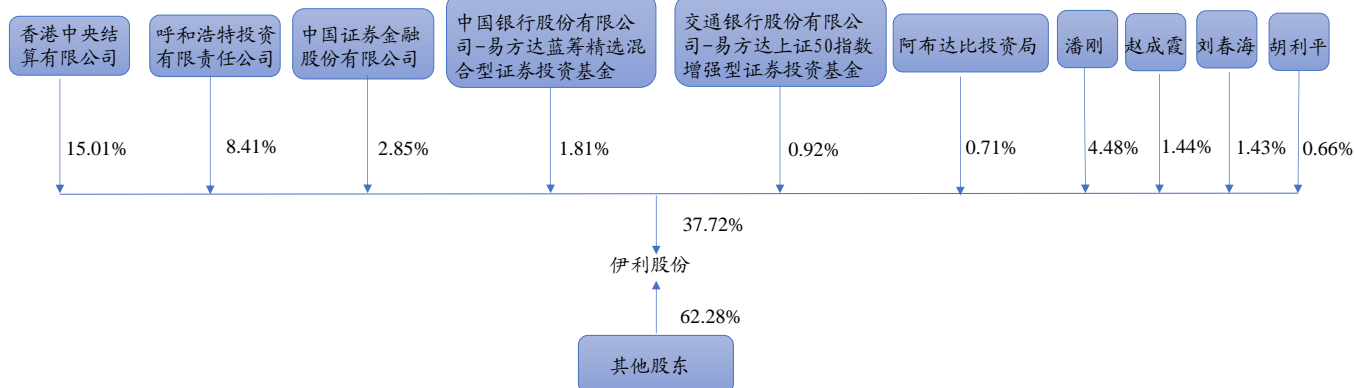 香港中央结
算有限公司
呼和浩特投资
有限责任公司
中国证券金融
股份有限公司
中国银行股份有限公
司-易方达蓝筹精选混
合型证券投资基金
交通银行股份有限公
司-易方达上证50指数
增强型证券投资基金
阿布达比投资局
潘刚
赵成霞
刘春海
胡利平
15.01%
8.41%
2.85%
1.81%
0.92%
0.71%
4.48%
1.44%
1.43%
0.66%
37.72%
伊利股份
62.28%
其他股东